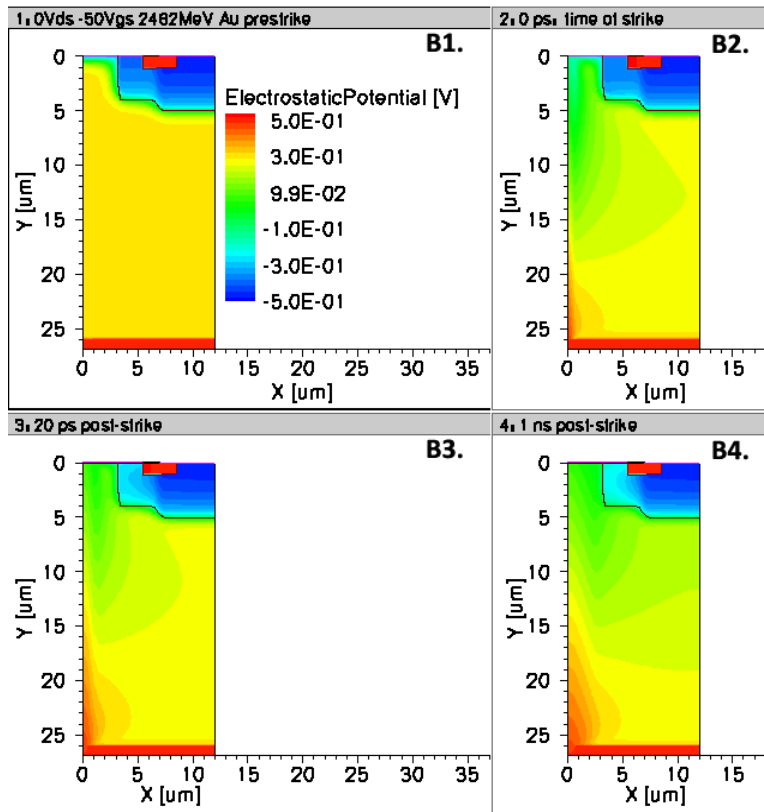 1: 0Vds -50Vgs 2482MeV Au prestrike
B1.
0
5
10
15
20
25
Y [um]
0 5 10 15 20 25 30 35
X [um]
ElectrostaticPotential [V]
5.0E-01
3.0E-01
9.9E-02
-1.0E-01
-3.0E-01
-5.0E-01
2: 0 ps: time of strike
B2.
0
5
10
15
20
25
Y [um]
0 5 10 15
X [um]
3: 20 ps post-strike
B3.
0
5
10
15
20
25
Y [um]
0 5 10 15 20 25 30 35
X [um]
4: 1 ns post-strike
B4.
0
5
10
15
20
25
Y [um]
0 5 10 15
X [um]